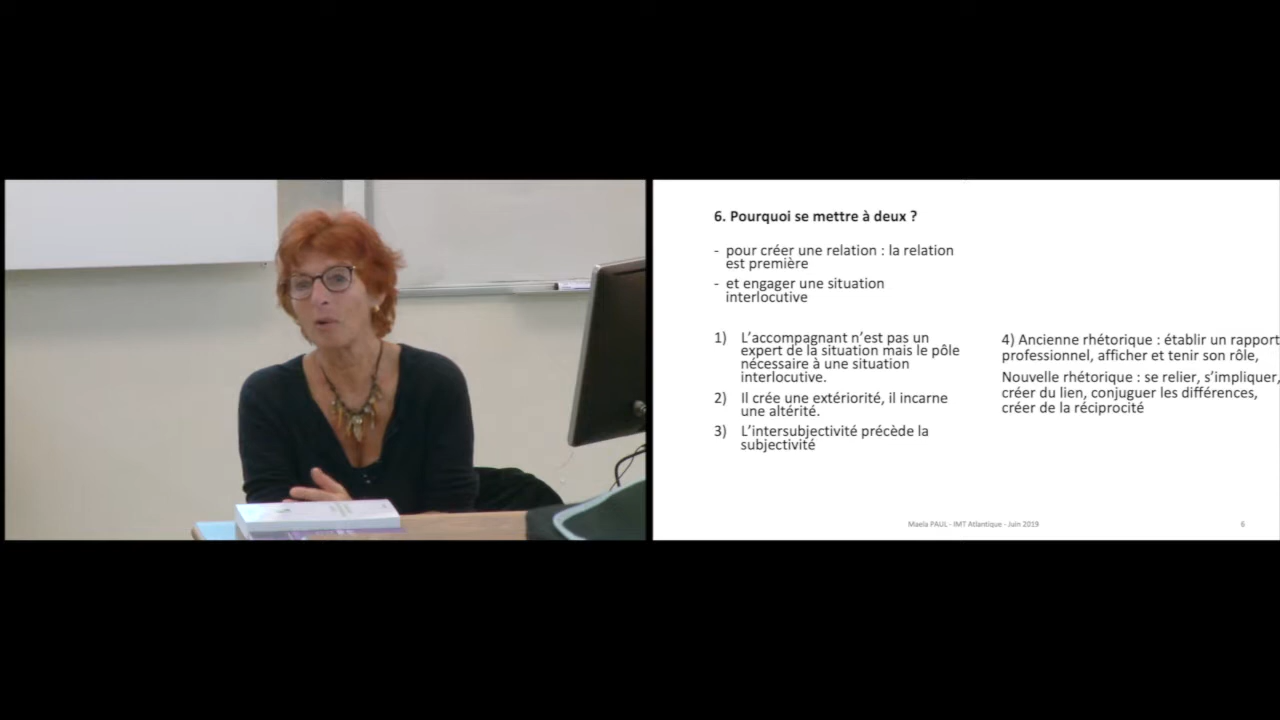 6. Pourquoi se mettre à deux ?
- pour créer une relation : la relation
est première
- et engager une situation
interlocutive
1) L'accompagnant n'est pas un
expert de la situation mais le pôle
nécessaire à une situation
interlocutive.
2) Il crée une extériorité, il incarne
une altérité.
3) L'intersubjectivité précède la
subjectivité
4) Ancienne rhétorique : établir un rapport
professionnel, afficher et tenir son rôle,
Nouvelle rhétorique : se relier, s'impliquer,
créer du lien, conjuguer les différences,
créer de la réciprocité
Maela PAUL - IMT Atlantique - Juin 2019
6